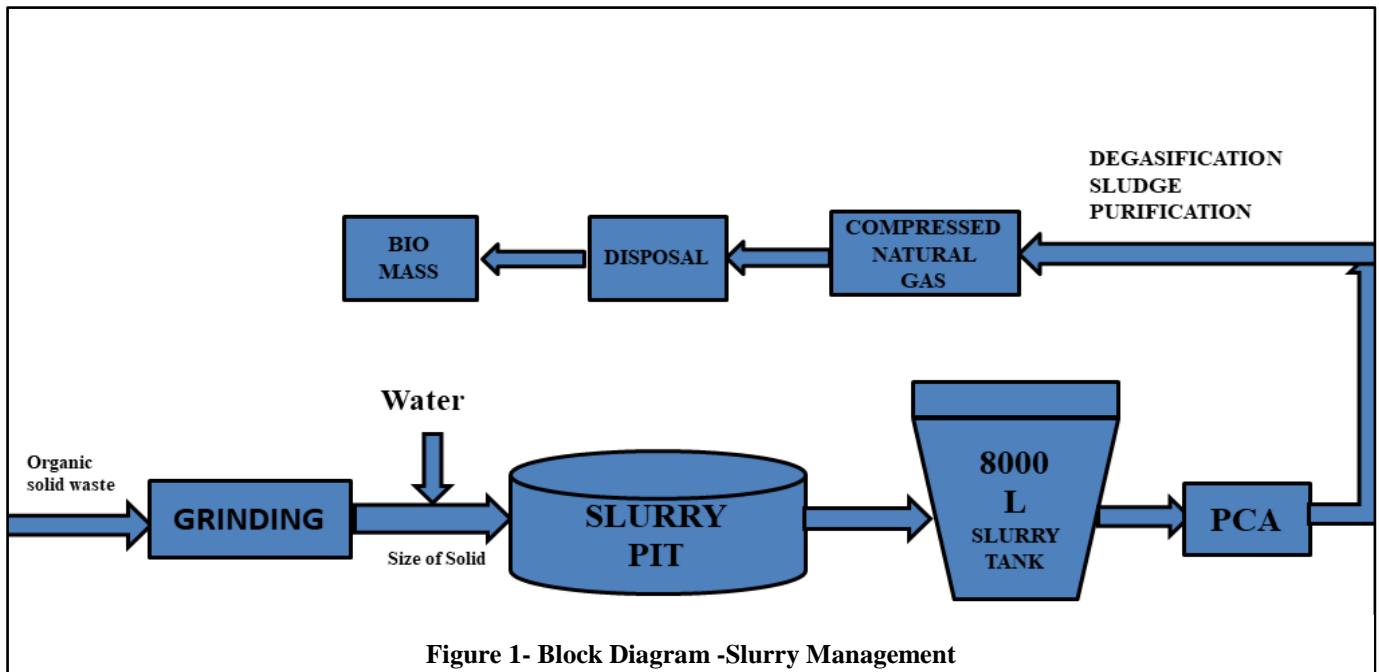 DEGASIFICATION
SLUDGE
PURIFICATION
BIO
MASS
DISPOSAL
COMPRESSED
NATURAL
GAS
Water
Organic
solid waste
GRINDING
Size of Solid
SLURRY
PIT
8000
L
SLURRY
TANK
PCA
Figure 1- Block Diagram -Slurry Management